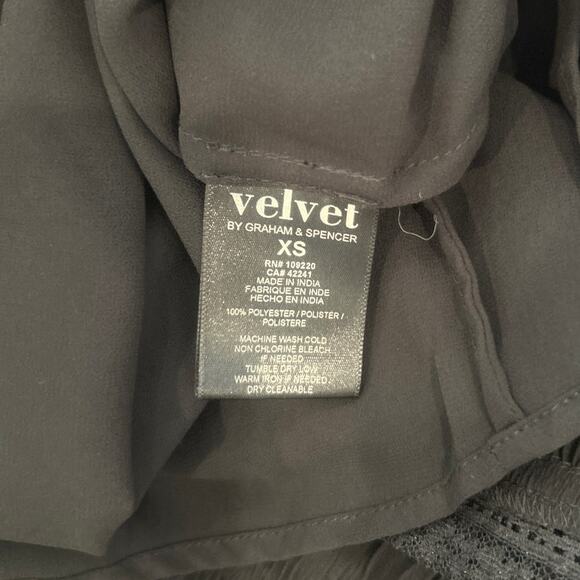 velvet
BY GRAHAM & SPENCER
XS
RN# 109220
CA# 42241
MADE IN INDIA
FABRIQUE EN INDE
HECHO EN INDIA
100% POLYESTER / POLISTER /
POLISTERE
MACHINE WASH COLD
NON CHLORINE BLEACH
IF NEEDED
TUMBLE DRY LOW
WARM IRON IF NEEDED
DRY CLEANABLE